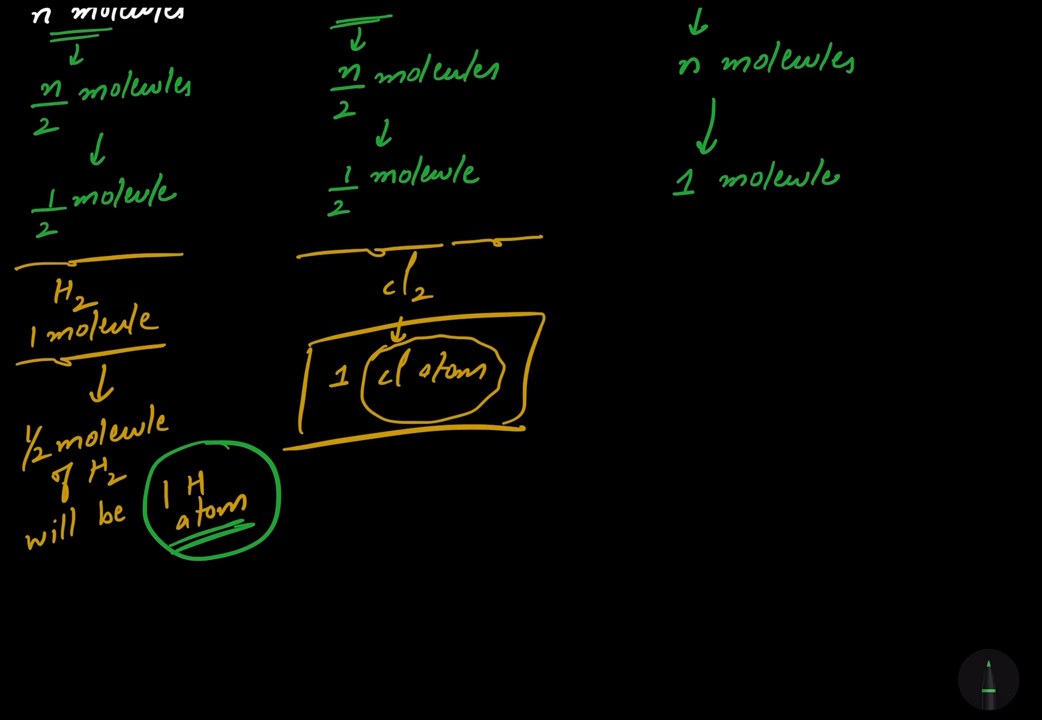 n molecules
n/2 molecules
1/2 molecule
H2
1 molecule
1/2 molecule
of H2
will be
1 H
atom
n/2 molecules
1/2 molecule
cl2
1 cl atom
n molecules
1 molecule